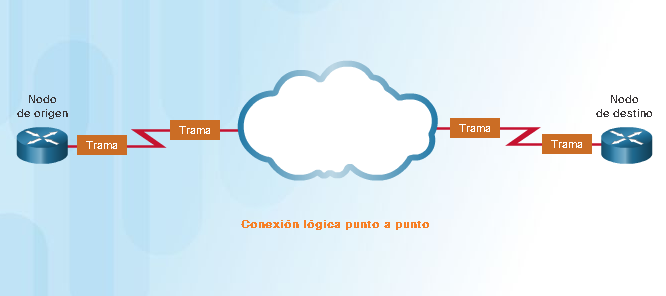 Nodo
de origen
Trama
Trama
Trama
Trama
Nodo
de destino
Conexión lógica punto a punto